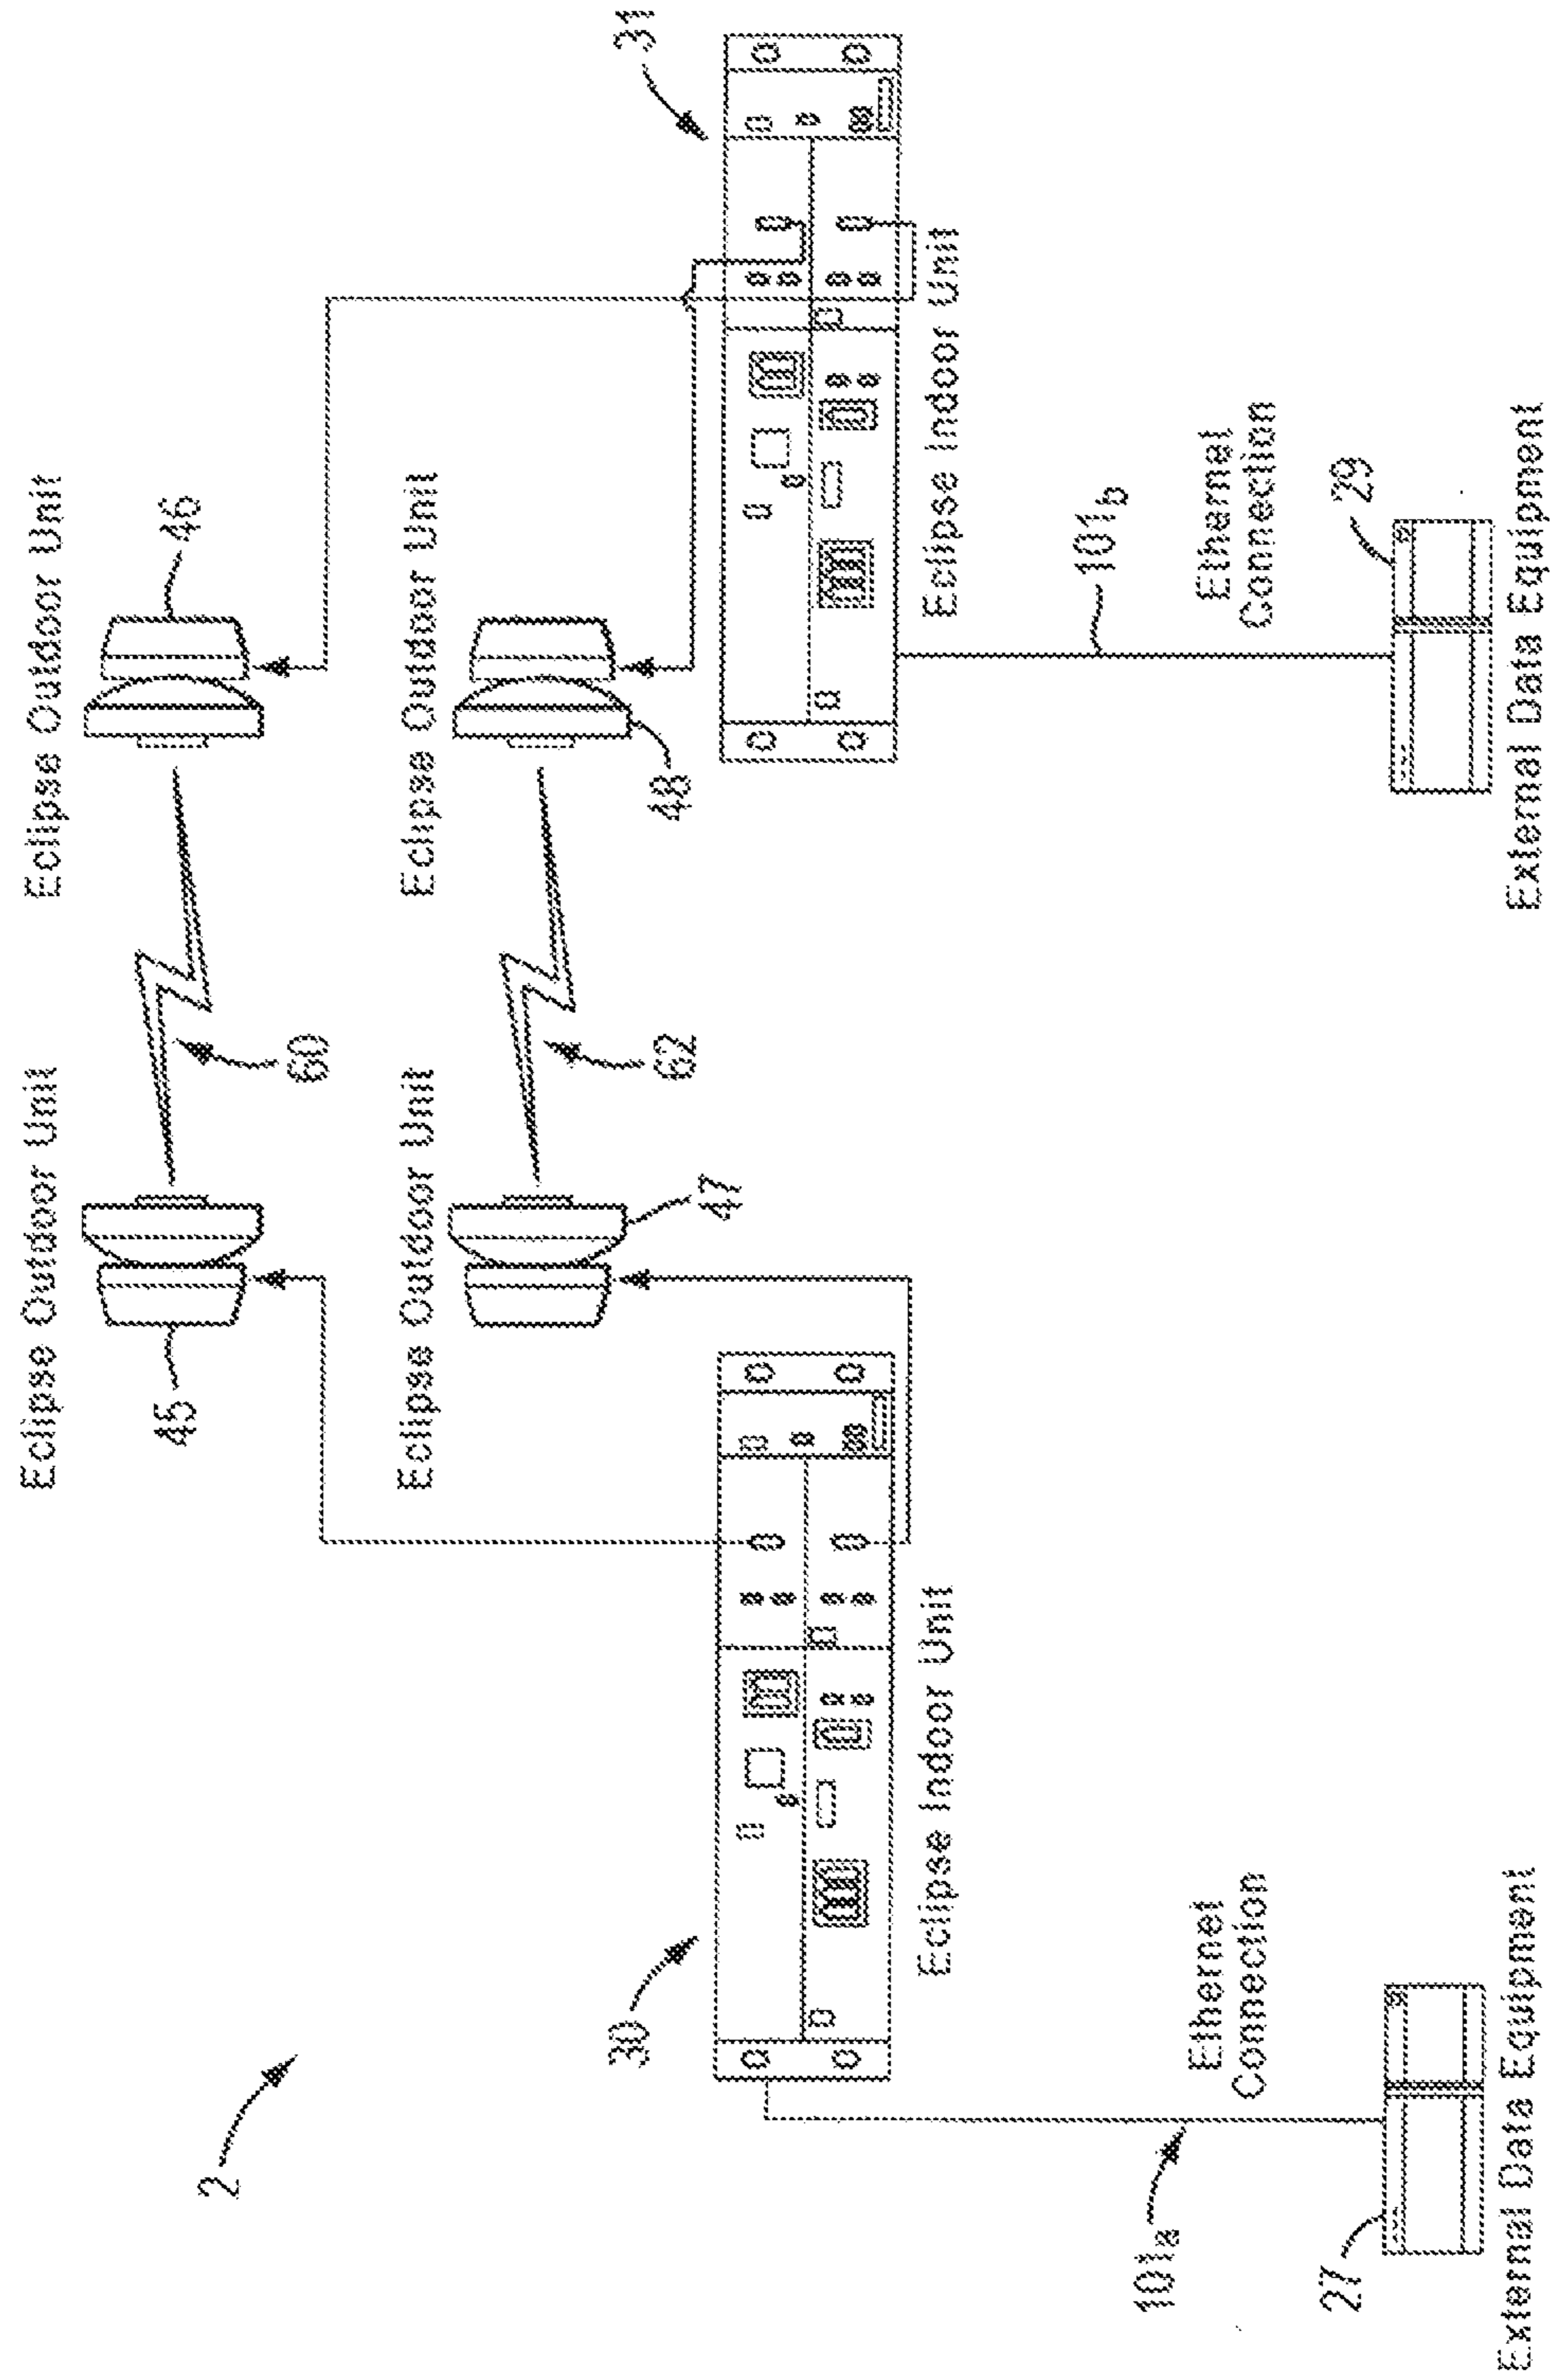 2
Eclipse Outdoor Unit
Eclipse Outdoor Unit
45
60
46
Eclipse Outdoor Unit
Eclipse Outdoor Unit
47
62
48
30
31
Eclipse Indoor Unit
Eclipse Indoor Unit
101a
Ethernet
Connection
101b
Ethernet
Connection
27
29
External Data Equipment
External Data Equipment